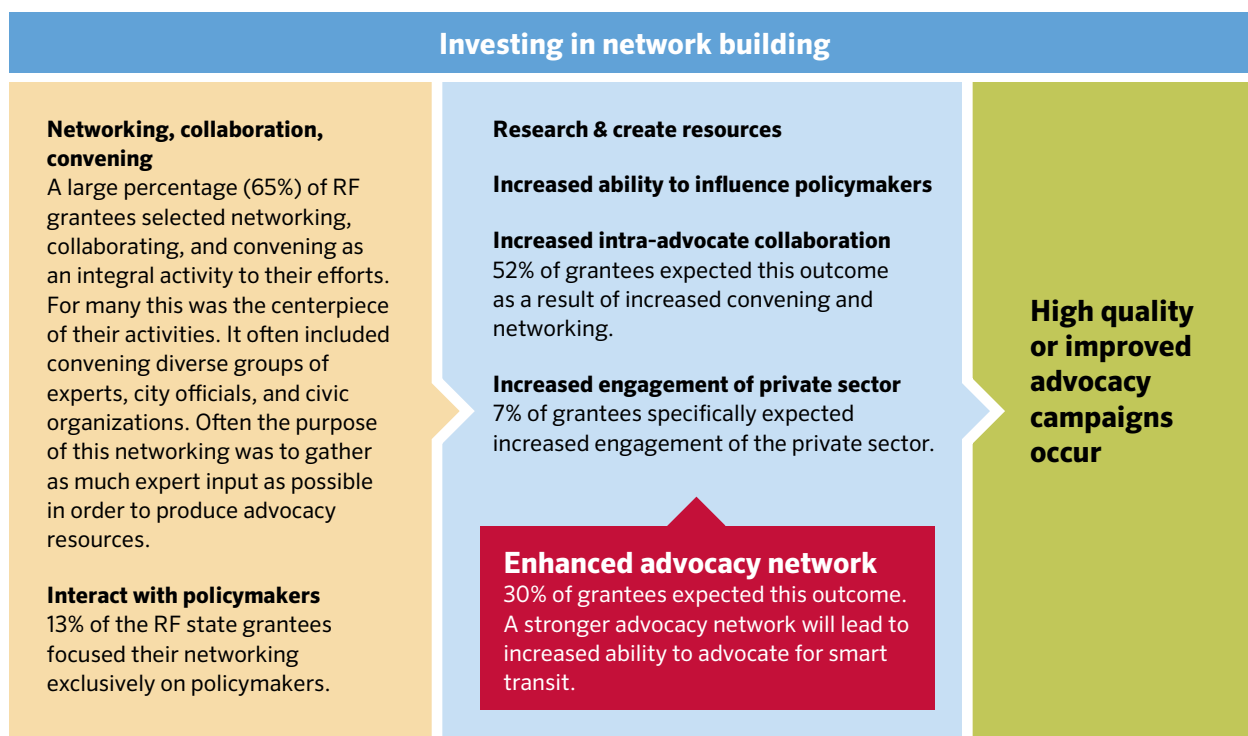 Investing in network building
Networking, collaboration,
convening
A large percentage (65%) of RF
grantees selected networking,
collaborating, and convening as
an integral activity to their efforts.
For many this was the centerpiece
of their activities. It often included
convening diverse groups of
experts, city officials, and civic
organizations. Often the purpose
of this networking was to gather
as much expert input as possible
in order to produce advocacy
resources.
Interact with policymakers
13% of the RF state grantees
focused their networking
exclusively on policymakers.
Research & create resources
Increased ability to influence policymakers
Increased intra-advocate collaboration
52% of grantees expected this outcome
as a result of increased convening and
networking.
Increased engagement of private sector
7% of grantees specifically expected
increased engagement of the private sector.
Enhanced advocacy network
30% of grantees expected this outcome.
A stronger advocacy network will lead to
increased ability to advocate for smart
transit.
High quality
or improved
advocacy
campaigns
occur